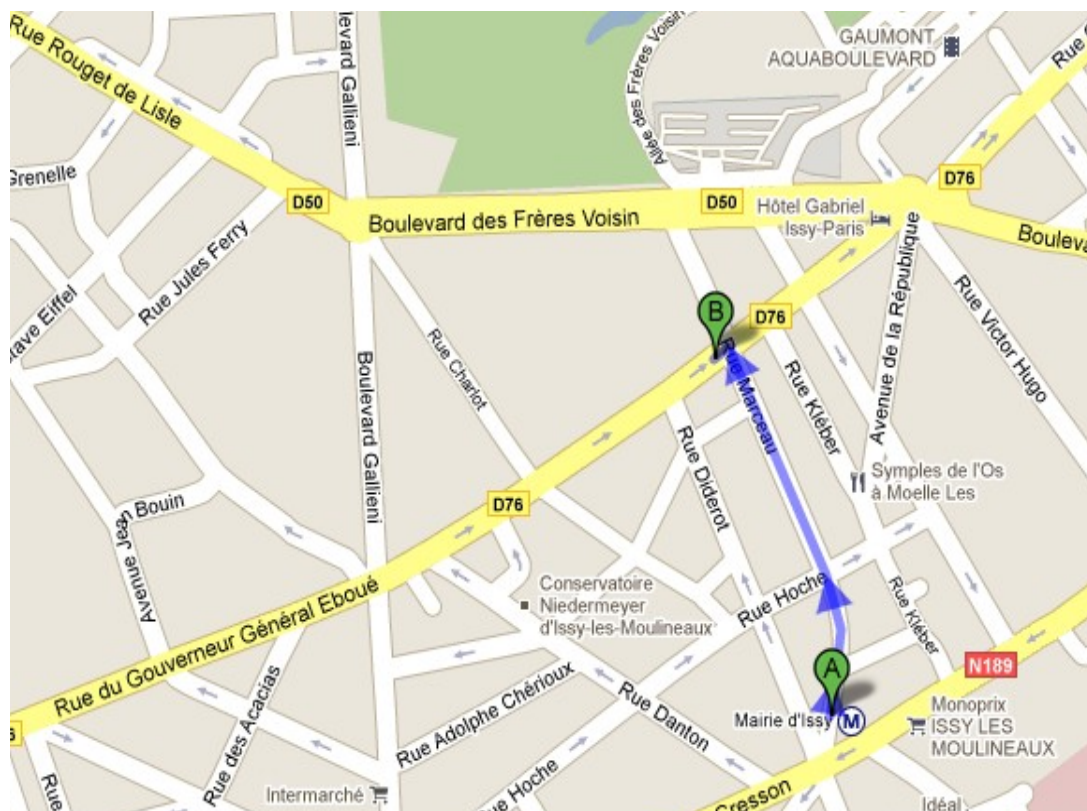 Rue Rouget de Lisle
Boulevard Gallieni
Allée des Frères Voisin
GAUMONT
AQUABOULEVARD
Grenelle
D50
Boulevard des Frères Voisin
D50
D76
Hôtel Gabriel
Issy-Paris
Rue Jules Ferry
Avenue de la République
Rue Victor Hugo
B
D76
Rue Charlot
Rue Marceau
Rue Kléber
Boulevard Gallieni
Rue Diderot
Symples de l'Os
à Moelle Les
D76
Avenue Jean Bouin
Conservatoire
Niedermeyer
d'Issy-les-Moulineaux
Rue Hoche
Rue Kléber
Rue du Gouverneur Général Eboué
A
N189
Rue des Acacias
Rue Adolphe Chérioux
Rue Danton
Mairie d'Issy
M
Monoprix
ISSY LES
MOULINEAUX
Intermarché
Rue Hoche
Cresson
Idéal